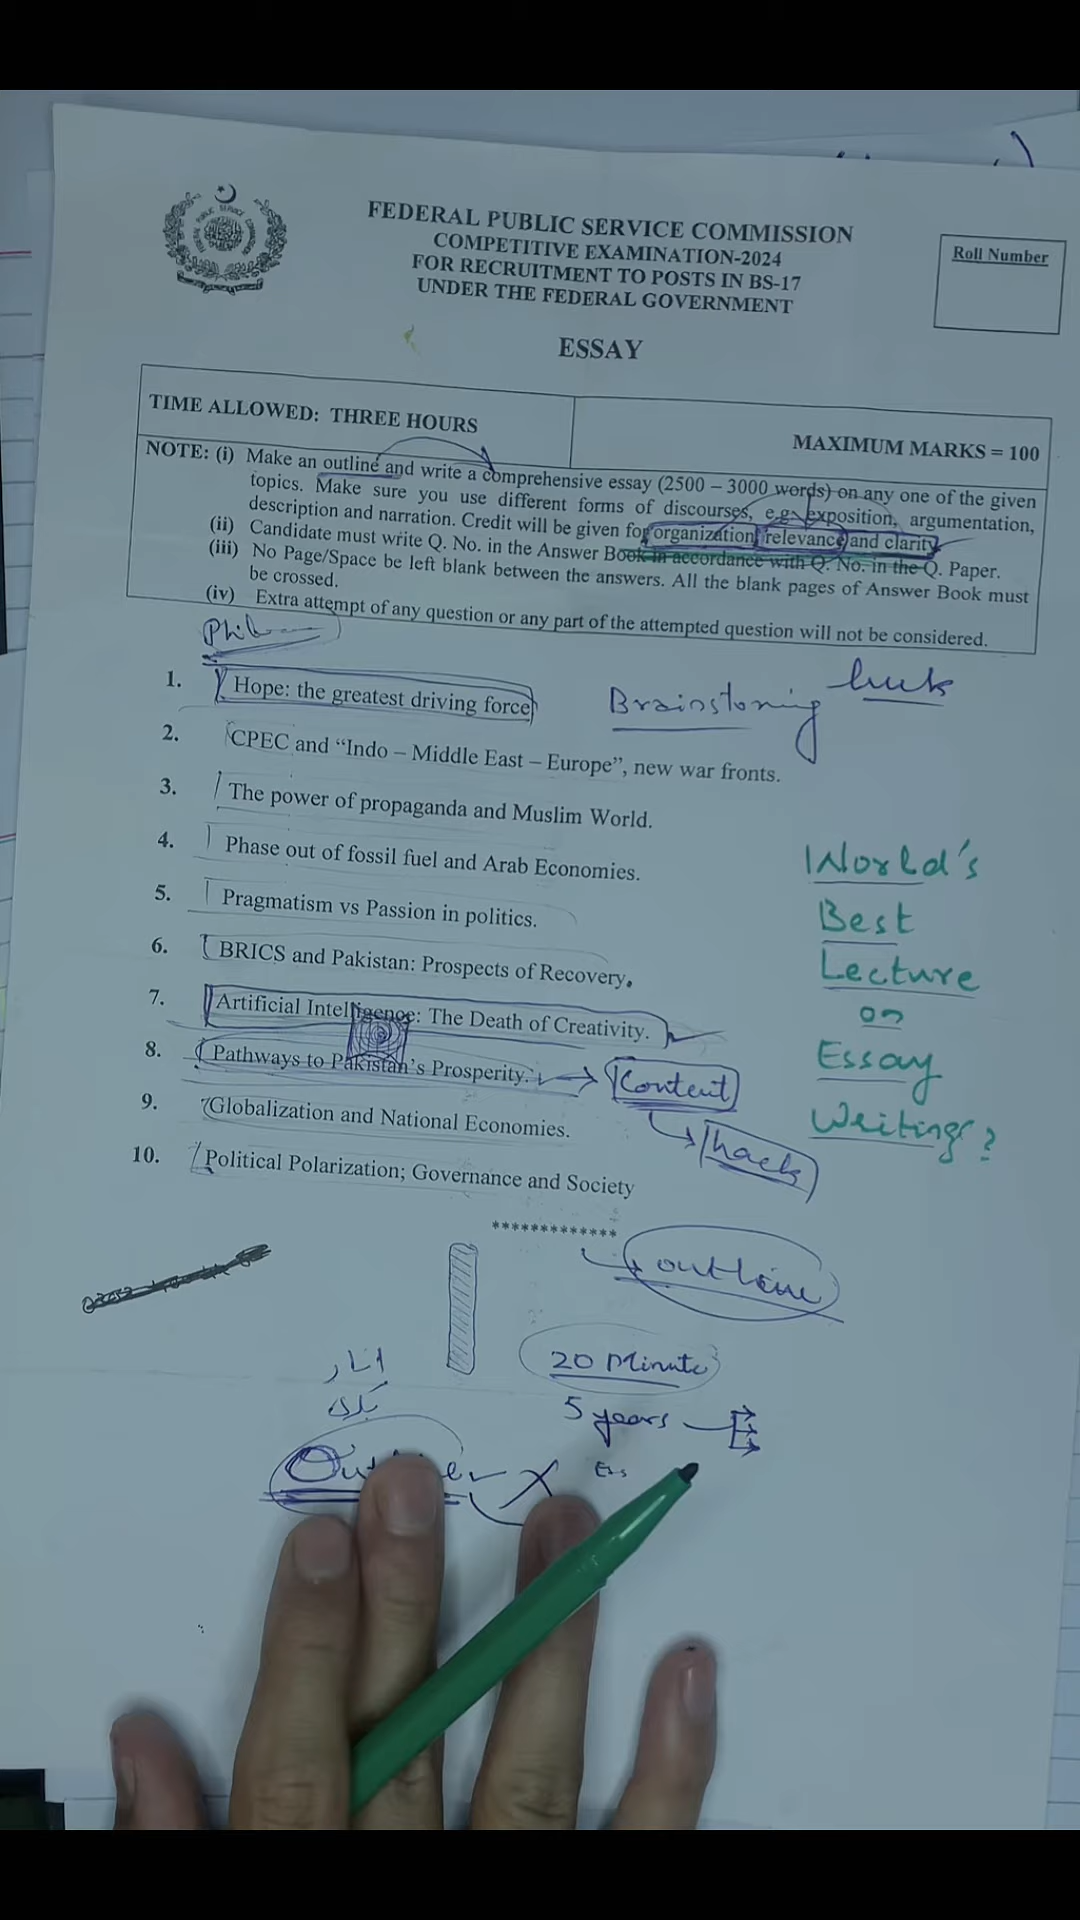 FEDERAL PUBLIC SERVICE COMMISSION
COMPETITIVE EXAMINATION-2024
FOR RECRUITMENT TO POSTS IN BS-17
UNDER THE FEDERAL GOVERNMENT
Roll Number
ESSAY
TIME ALLOWED: THREE HOURS
MAXIMUM MARKS = 100
NOTE: (i) Make an outline and write a comprehensive essay (2500 – 3000 words) on any one of the given
topics. Make sure you use different forms of discourses, e.g. exposition, argumentation,
description and narration. Credit will be given for organization, relevance and clarity.
(ii) Candidate must write Q. No. in the Answer Book in accordance with Q. No. in the Q. Paper.
(iii) No Page/Space be left blank between the answers. All the blank pages of Answer Book must
be crossed.
(iv) Extra attempt of any question or any part of the attempted question will not be considered.
1. Hope: the greatest driving force
Brainstoming
2. CPEC and “Indo – Middle East – Europe”, new war fronts.
3. The power of propaganda and Muslim World.
4. Phase out of fossil fuel and Arab Economies.
5. Pragmatism vs Passion in politics.
6. BRICS and Pakistan: Prospects of Recovery.
7. Artificial Intelligence: The Death of Creativity.
8. Pathways to Pakistan’s Prosperity.
Content
hack
9. Globalization and National Economies.
10. Political Polarization; Governance and Society
*************
World's
Best
Lecture
on
Essay
Writing?
outline
20 Minute
5 years
انار
Ess